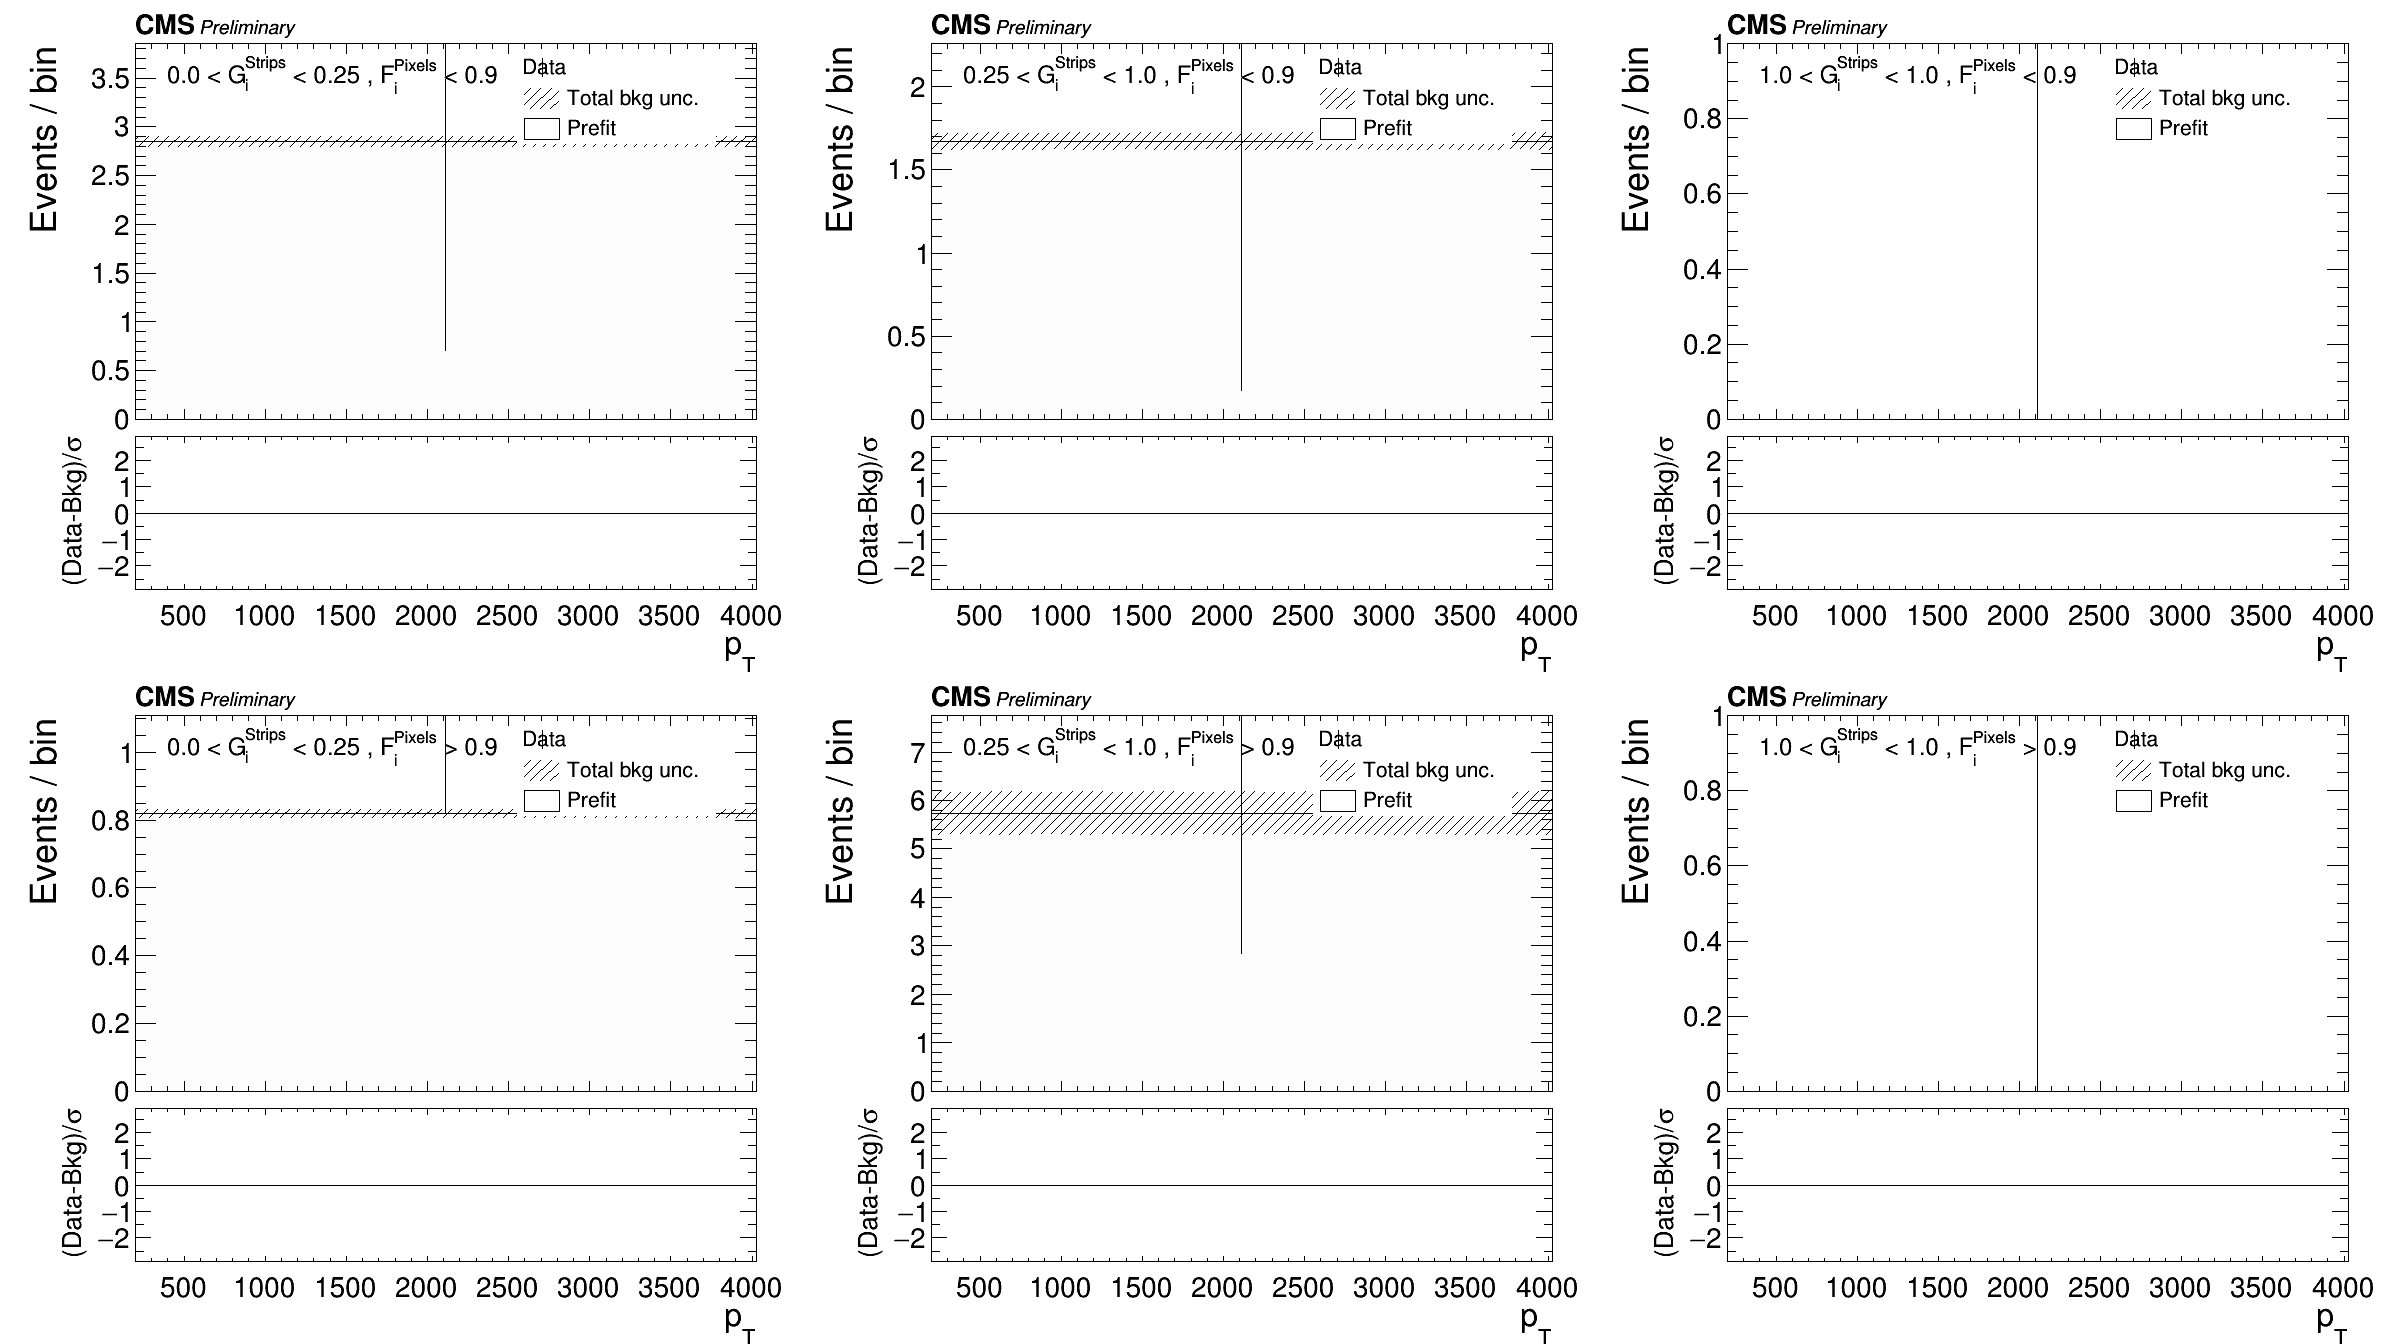 CMS Preliminary
Events / bin
0.0 < G_i^Strips < 0.25 , F_i^Pixels < 0.9
Data
Total bkg unc.
Prefit
3.5
3
2.5
2
1.5
1
0.5
0
(Data-Bkg)/σ
2
1
0
−1
−2
500 1000 1500 2000 2500 3000 3500 4000
p_T
CMS Preliminary
Events / bin
0.25 < G_i^Strips < 1.0 , F_i^Pixels < 0.9
Data
Total bkg unc.
Prefit
2
1.5
1
0.5
0
(Data-Bkg)/σ
2
1
0
−1
−2
500 1000 1500 2000 2500 3000 3500 4000
p_T
CMS Preliminary
Events / bin
1.0 < G_i^Strips < 1.0 , F_i^Pixels < 0.9
Data
Total bkg unc.
Prefit
1
0.8
0.6
0.4
0.2
0
(Data-Bkg)/σ
2
1
0
−1
−2
500 1000 1500 2000 2500 3000 3500 4000
p_T
CMS Preliminary
Events / bin
0.0 < G_i^Strips < 0.25 , F_i^Pixels > 0.9
Data
Total bkg unc.
Prefit
1
0.8
0.6
0.4
0.2
0
(Data-Bkg)/σ
2
1
0
−1
−2
500 1000 1500 2000 2500 3000 3500 4000
p_T
CMS Preliminary
Events / bin
0.25 < G_i^Strips < 1.0 , F_i^Pixels > 0.9
Data
Total bkg unc.
Prefit
7
6
5
4
3
2
1
0
(Data-Bkg)/σ
2
1
0
−1
−2
500 1000 1500 2000 2500 3000 3500 4000
p_T
CMS Preliminary
Events / bin
1.0 < G_i^Strips < 1.0 , F_i^Pixels > 0.9
Data
Total bkg unc.
Prefit
1
0.8
0.6
0.4
0.2
0
(Data-Bkg)/σ
2
1
0
−1
−2
500 1000 1500 2000 2500 3000 3500 4000
p_T